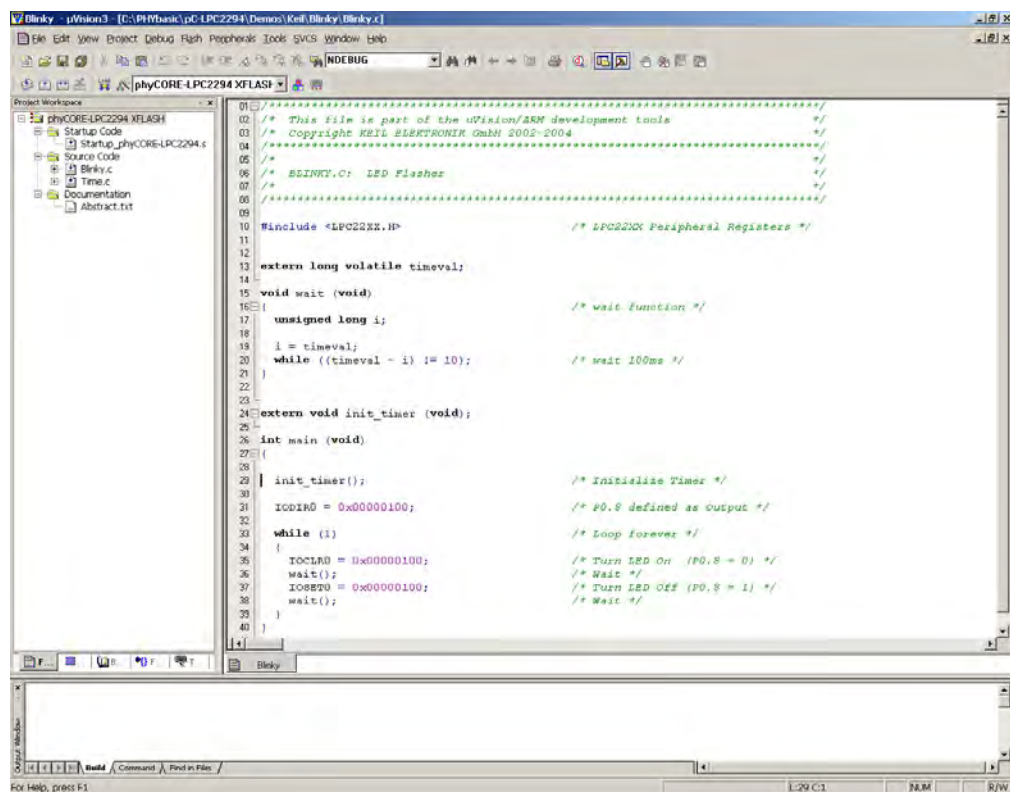 Blinky - µVision3 - [C:\PHYbasic\pC-LPC2294\Demos\Keil\Blinky\Blinky.c]
File Edit View Project Debug Flash Peripherals Tools SVCS Window Help
NDEBUG
phyCORE-LPC2294 XFLASH
Project Workspace
phyCORE-LPC2294 XFLASH
Startup Code
Startup_phyCORE-LPC2294.s
Source Code
Blinky.c
Time.c
Documentation
Abstract.txt
01 /******************************************************************************/
02 /* This file is part of the uVision/ARM development tools */
03 /* Copyright KEIL ELEKTRONIK GmbH 2002-2004 */
04 /******************************************************************************/
05 /* */
06 /* BLINKY.C: LED Flasher */
07 /* */
08 /******************************************************************************/
09
10 #include <LPC22XX.H> /* LPC22XX Peripheral Registers */
11
12
13 extern long volatile timeval;
14
15 void wait (void)
16 { /* wait function */
17 unsigned long i;
18
19 i = timeval;
20 while ((timeval - i) != 10); /* wait 100ms */
21 }
22
23
24 extern void init_timer (void);
25
26 int main (void)
27 {
28
29 init_timer(); /* Initialize Timer */
30
31 IODIR0 = 0x00000100; /* P0.8 defined as Output */
32
33 while (1) /* Loop forever */
34 {
35 IOCLR0 = 0x00000100; /* Turn LED On (P0.8 = 0) */
36 wait(); /* Wait */
37 IOSET0 = 0x00000100; /* Turn LED Off (P0.8 = 1) */
38 wait(); /* Wait */
39 }
40 }
F... B... F... T...
Blinky
Output Window
Build Command Find in Files
For Help, press F1
L:29 C:1 NUM R/W